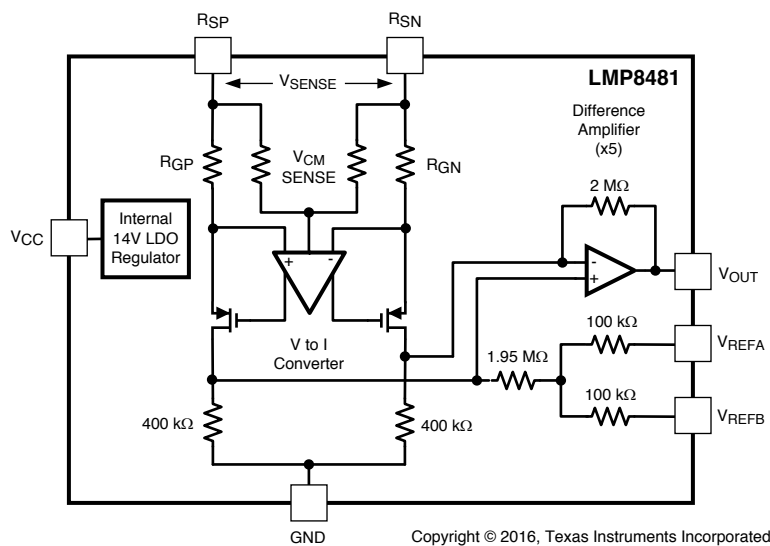 RSP
RSN
VSENSE
LMP8481
Difference
Amplifier
(x5)
RGP
VCM
SENSE
RGN
2 MΩ
VCC
Internal
14V LDO
Regulator
+
-
-
+
VOUT
V to I
Converter
1.95 MΩ
100 kΩ
VREFA
100 kΩ
VREFB
400 kΩ
400 kΩ
GND
Copyright © 2016, Texas Instruments Incorporated